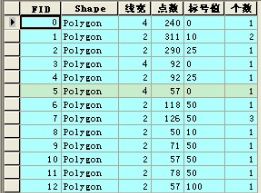 FID Shape 线宽 点数 标号值 个数
0 Polygon 4 240 0 1
1 Polygon 2 311 10 2
2 Polygon 2 290 25 1
3 Polygon 4 92 0 1
4 Polygon 2 92 25 1
5 Polygon 4 57 0 1
6 Polygon 2 118 50 1
7 Polygon 2 126 50 3
8 Polygon 2 50 10 1
9 Polygon 2 71 50 1
10 Polygon 2 57 50 1
11 Polygon 2 78 50 1
12 Polygon 2 57 100 1